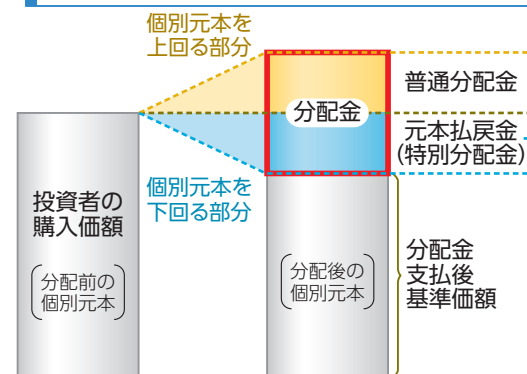 個別元本を
上回る部分
普通分配金
分配金
元本払戻金
(特別分配金)
個別元本を
下回る部分
投資者の
購入価額
分配前の
個別元本
分配後の
個別元本
分配金
支払後
基準価額